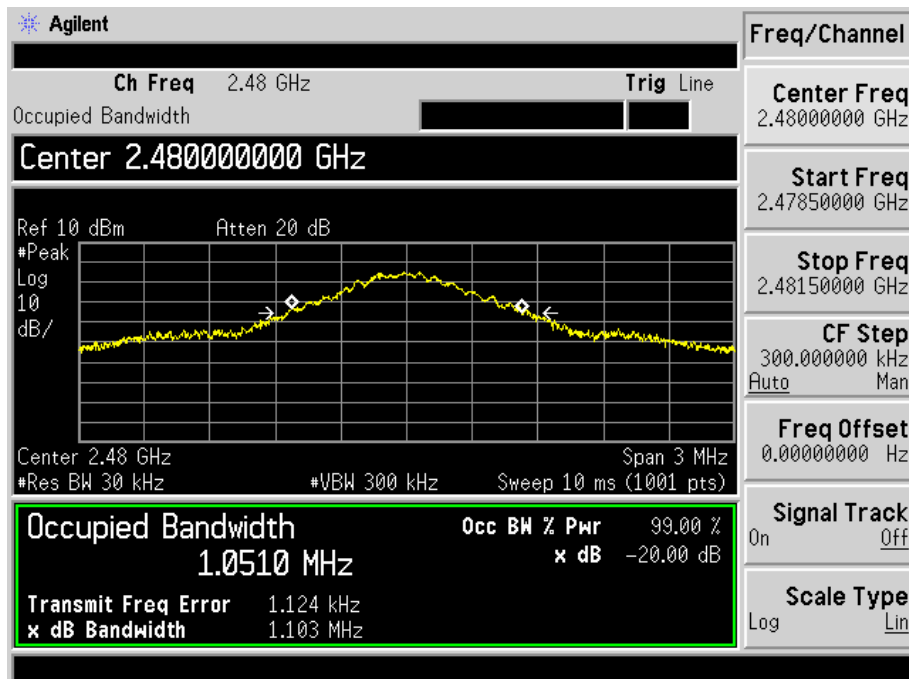 Agilent
Freq/Channel
Ch Freq 2.48 GHz Trig Line
Occupied Bandwidth
Center 2.480000000 GHz
Ref 10 dBm Atten 20 dB
#Peak
Log
10
dB/
Center 2.48 GHz Span 3 MHz
#Res BW 30 kHz #VBW 300 kHz Sweep 10 ms (1001 pts)
Occupied Bandwidth Occ BW % Pwr 99.00 %
1.0510 MHz x dB -20.00 dB
Transmit Freq Error 1.124 kHz
x dB Bandwidth 1.103 MHz
Center Freq
2.48000000 GHz
Start Freq
2.47850000 GHz
Stop Freq
2.48150000 GHz
CF Step
300.000000 kHz
Auto Man
Freq Offset
0.00000000 Hz
Signal Track
On Off
Scale Type
Log Lin